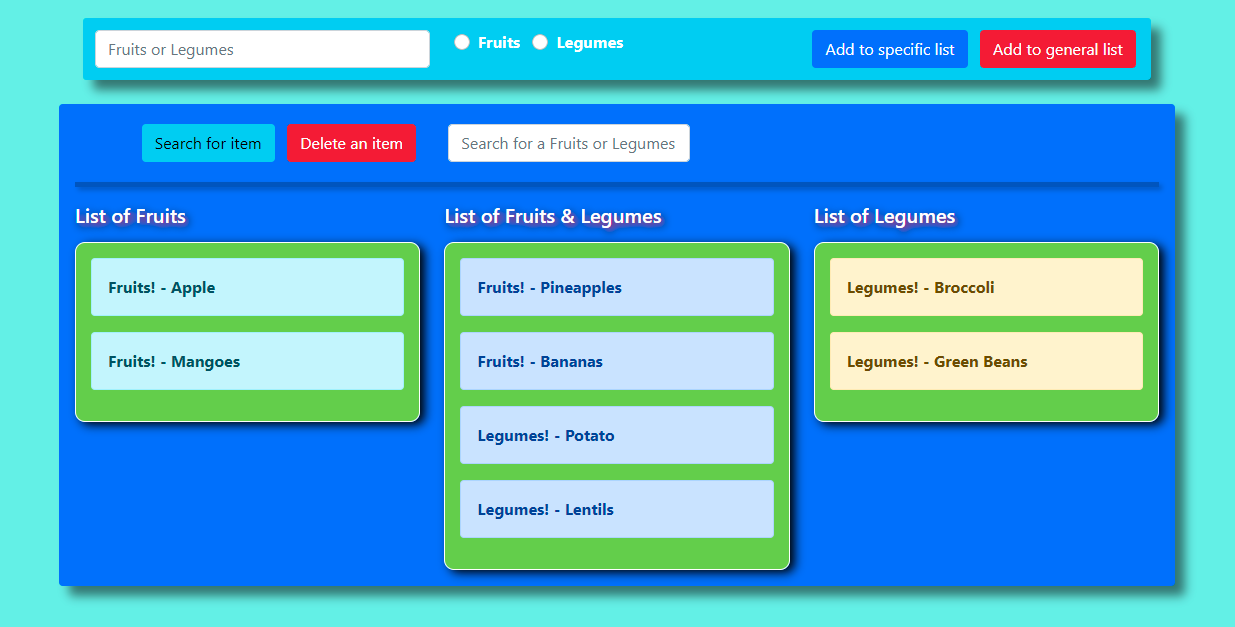 Fruits or Legumes
Fruits
Legumes
Add to specific list
Add to general list
Search for item
Delete an item
Search for a Fruits or Legumes
List of Fruits
Fruits! - Apple
Fruits! - Mangoes
List of Fruits & Legumes
Fruits! - Pineapples
Fruits! - Bananas
Legumes! - Potato
Legumes! - Lentils
List of Legumes
Legumes! - Broccoli
Legumes! - Green Beans